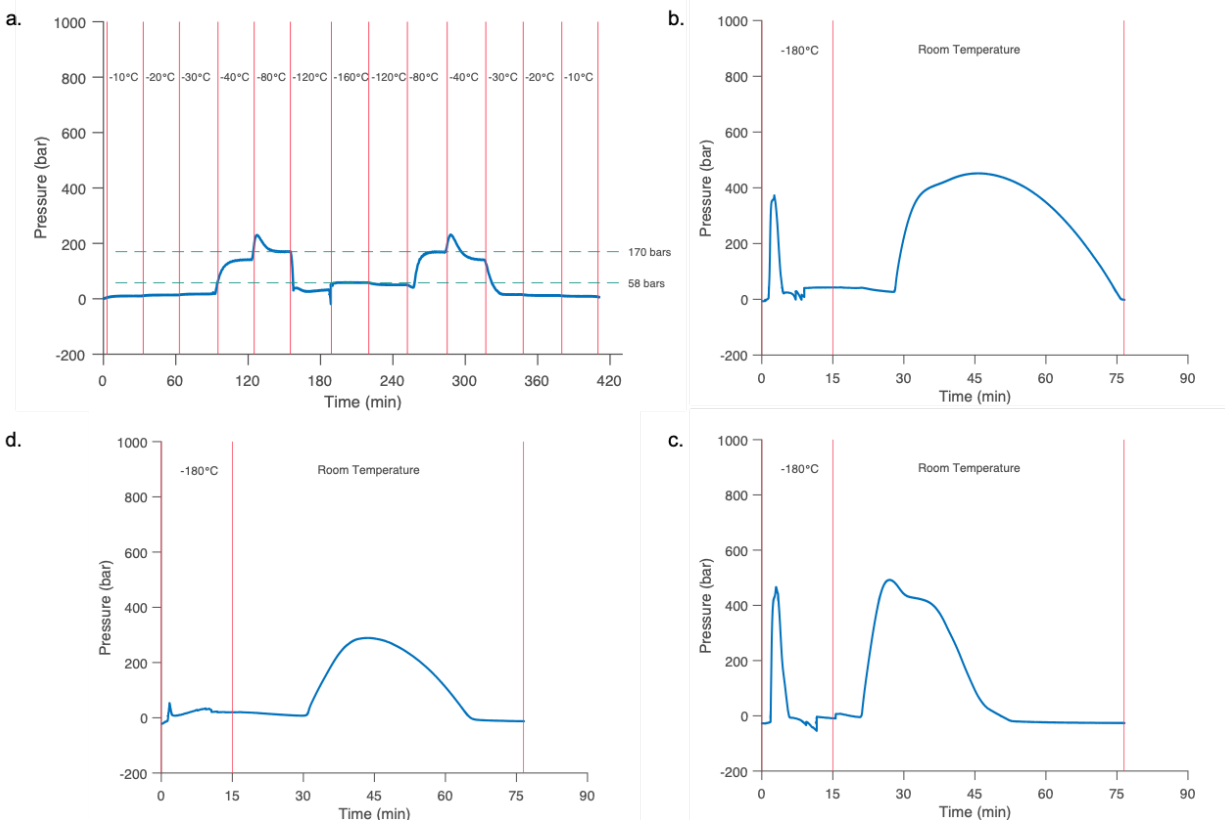 a.
1000
800
600
400
200
0
-200
Pressure (bar)
-10°C -20°C -30°C -40°C -80°C -120°C -160°C -120°C -80°C -40°C -30°C -20°C -10°C
170 bars
58 bars
0 60 120 180 240 300 360 420
Time (min)
b.
1000
800
600
400
200
0
-200
Pressure (bar)
-180°C Room Temperature
0 15 30 45 60 75 90
Time (min)
d.
1000
800
600
400
200
0
-200
Pressure (bar)
-180°C Room Temperature
0 15 30 45 60 75 90
Time (min)
c.
1000
800
600
400
200
0
-200
Pressure (bar)
-180°C Room Temperature
0 15 30 45 60 75 90
Time (min)